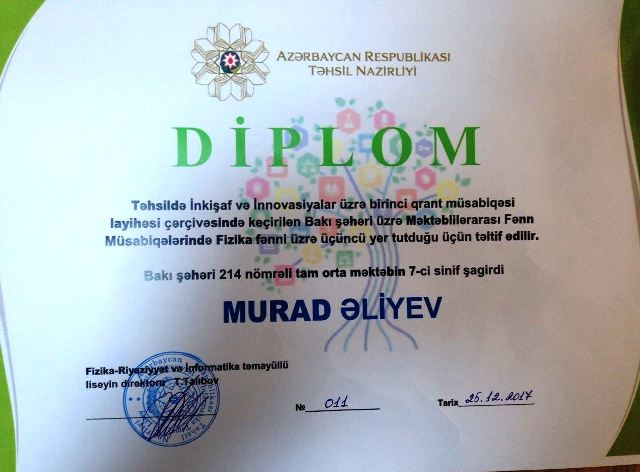 AZƏRBAYCAN RESPUBLİKASI
TƏHSİL NAZİRLİYİ
DİPLOM
Təhsildə İnkişaf və İnnovasiyalar üzrə birinci qrant müsabiqəsi
layihəsi çərçivəsində keçirilən Bakı şəhəri üzrə Məktəblilərarası Fənn
Müsabiqələrində Fizika fənni üzrə üçüncü yer tutduğu üçün təltif edilir.
Bakı şəhəri 214 nömrəli tam orta məktəbin 7-ci sinif şagirdi
MURAD ƏLİYEV
Fizika-Riyaziyyat və İnformatika təmayüllü
liseyin direktoru T.Talıbov
№ 011
Tarix 25.12.2017